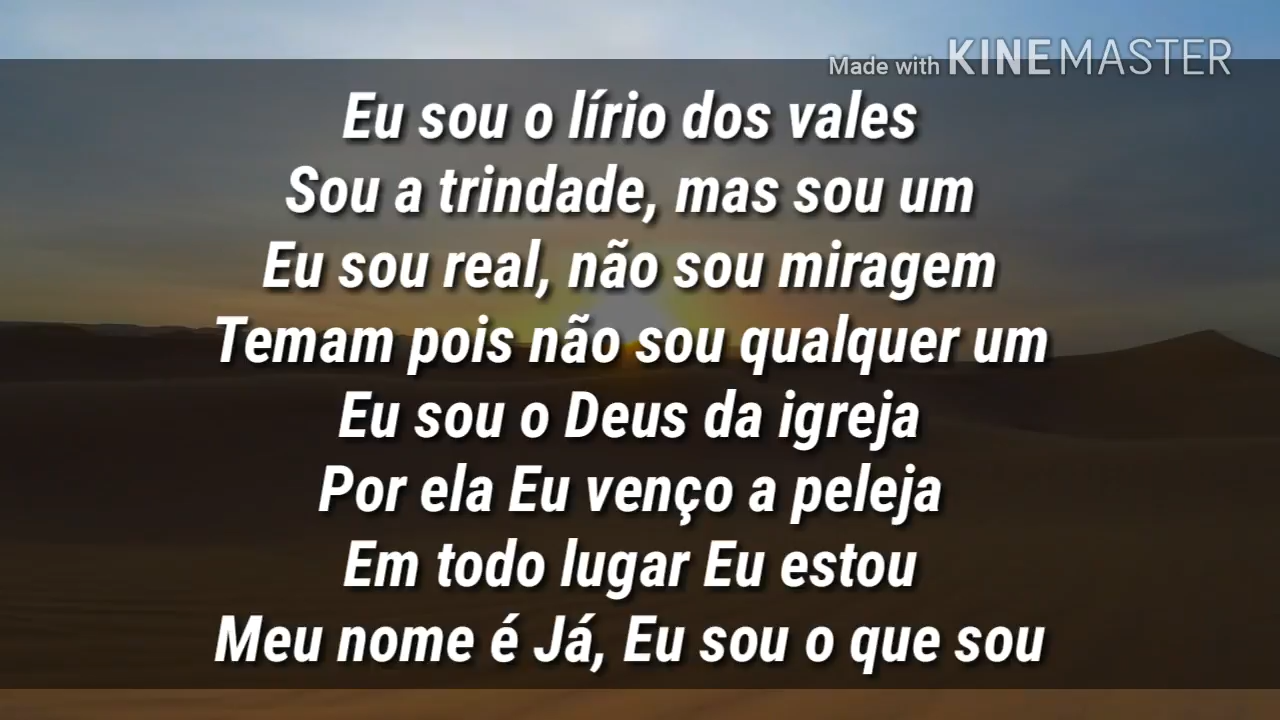 Made with KINEMASTER
Eu sou o lírio dos vales
Sou a trindade, mas sou um
Eu sou real, não sou miragem
Temam pois não sou qualquer um
Eu sou o Deus da igreja
Por ela Eu venço a peleja
Em todo lugar Eu estou
Meu nome é Já, Eu sou o que sou